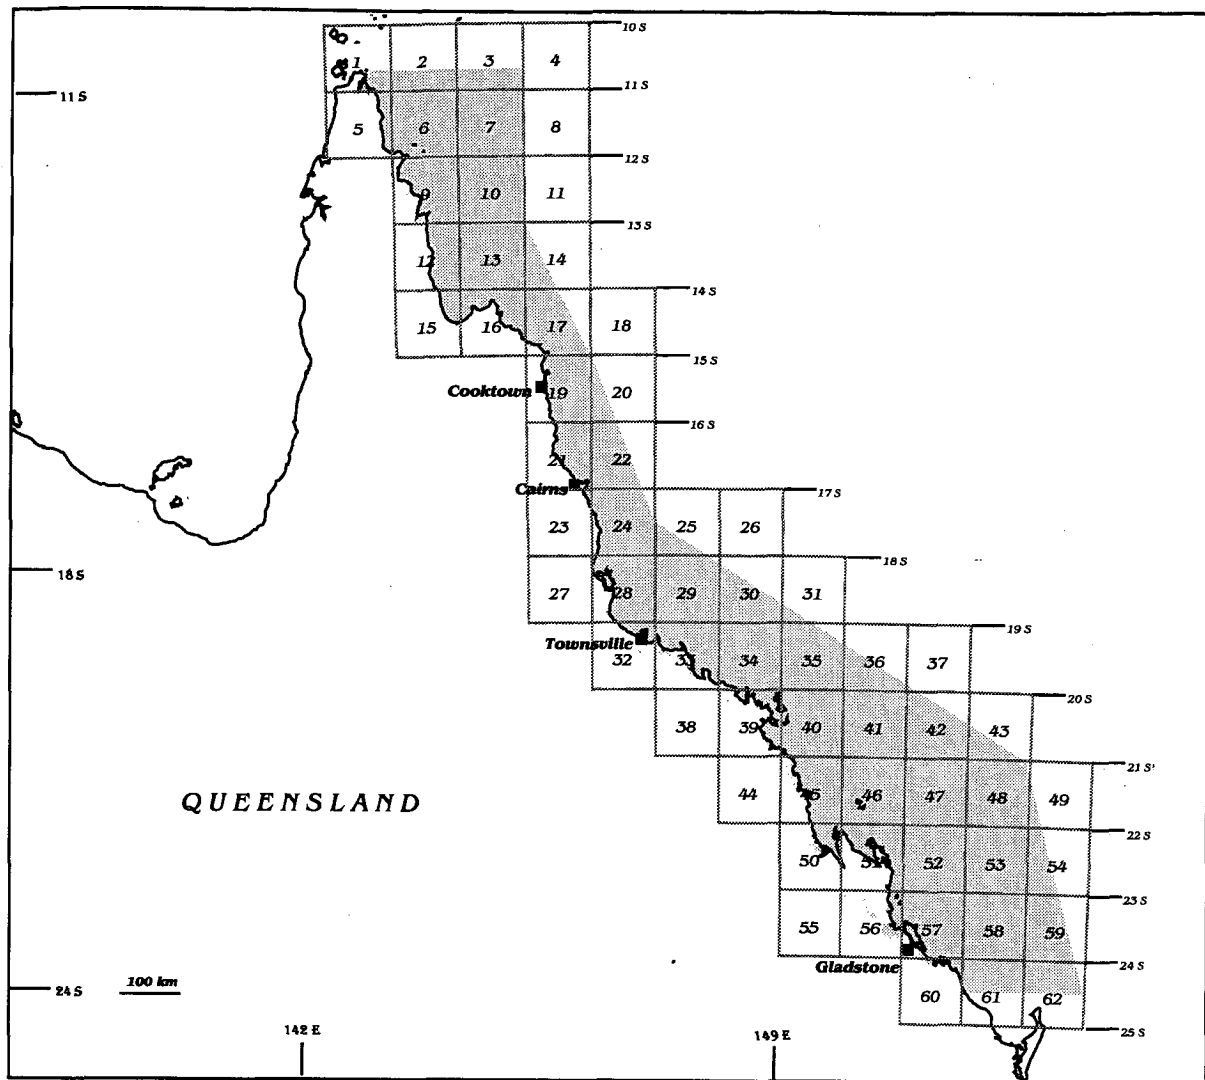 10 S
1 2 3 4
11 S
11 S
5 6 7 8
12 S
9 10 11
13 S
12 13 14
14 S
15 16 17 18
15 S
Cooktown 19 20
16 S
21 22
Cairns
17 S
23 24 25 26
18 S
18 S
27 28 29 30 31
19 S
Townsville
32 33 34 35 36 37
20 S
38 39 40 41 42 43
21 S
QUEENSLAND
44 45 46 47 48 49
22 S
50 51 52 53 54
23 S
55 56 57 58 59
Gladstone
24 S
24 S
100 km
60 61 62
25 S
142 E
149 E